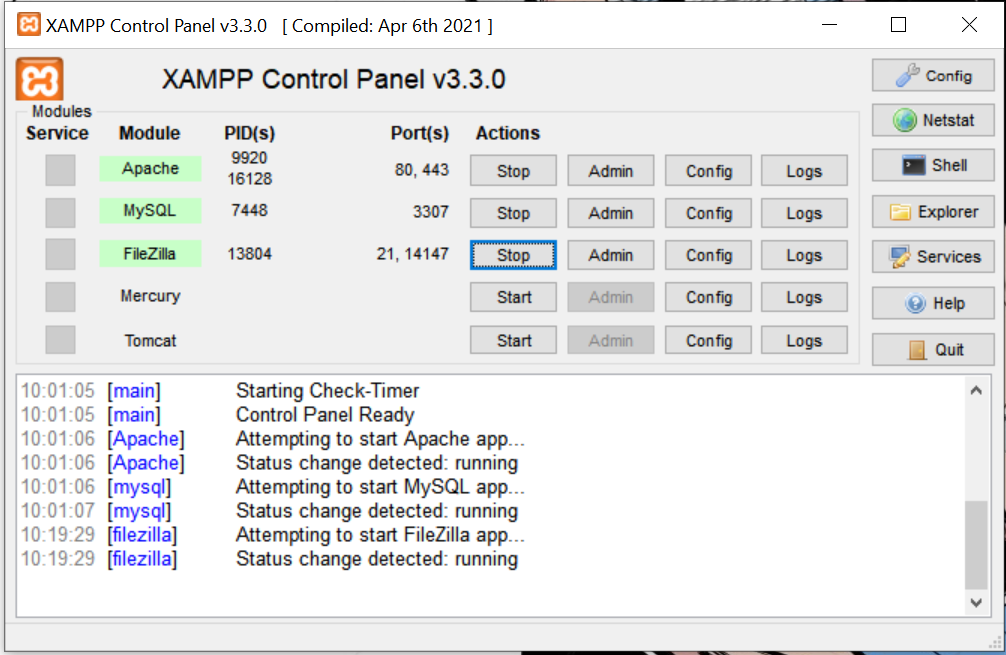 XAMPP Control Panel v3.3.0 [ Compiled: Apr 6th 2021 ]
XAMPP Control Panel v3.3.0
Config
Modules
Service Module PID(s) Port(s) Actions
Netstat
Apache 9920 16128 80, 443 Stop Admin Config Logs
Shell
MySQL 7448 3307 Stop Admin Config Logs
Explorer
FileZilla 13804 21, 14147 Stop Admin Config Logs
Services
Mercury Start Admin Config Logs
Help
Tomcat Start Admin Config Logs
Quit
10:01:05 [main] Starting Check-Timer
10:01:05 [main] Control Panel Ready
10:01:06 [Apache] Attempting to start Apache app...
10:01:06 [Apache] Status change detected: running
10:01:06 [mysql] Attempting to start MySQL app...
10:01:07 [mysql] Status change detected: running
10:19:29 [filezilla] Attempting to start FileZilla app...
10:19:29 [filezilla] Status change detected: running